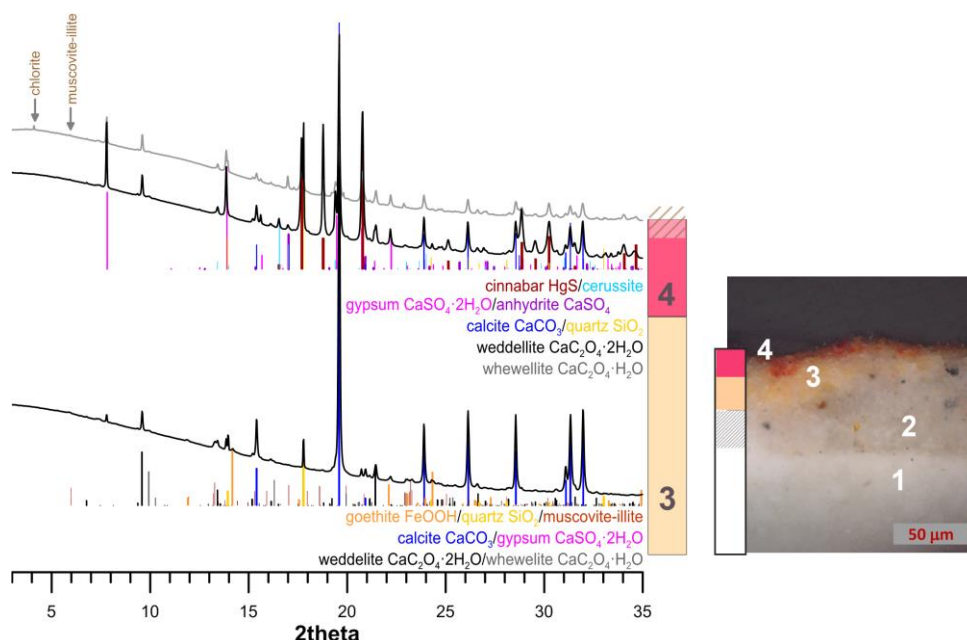 chlorite
muscovite-illite
cinnabar HgS/cerussite
gypsum CaSO₄·2H₂O/anhydrite CaSO₄
calcite CaCO₃/quartz SiO₂
weddellite CaC₂O₄·2H₂O
whewellite CaC₂O₄·H₂O
4
goethite FeOOH/quartz SiO₂/muscovite-illite
calcite CaCO₃/gypsum CaSO₄·2H₂O
weddelite CaC₂O₄·2H₂O/whewelite CaC₂O₄·H₂O
3
5 10 15 20 25 30 35
2theta
4
3
2
1
50 µm